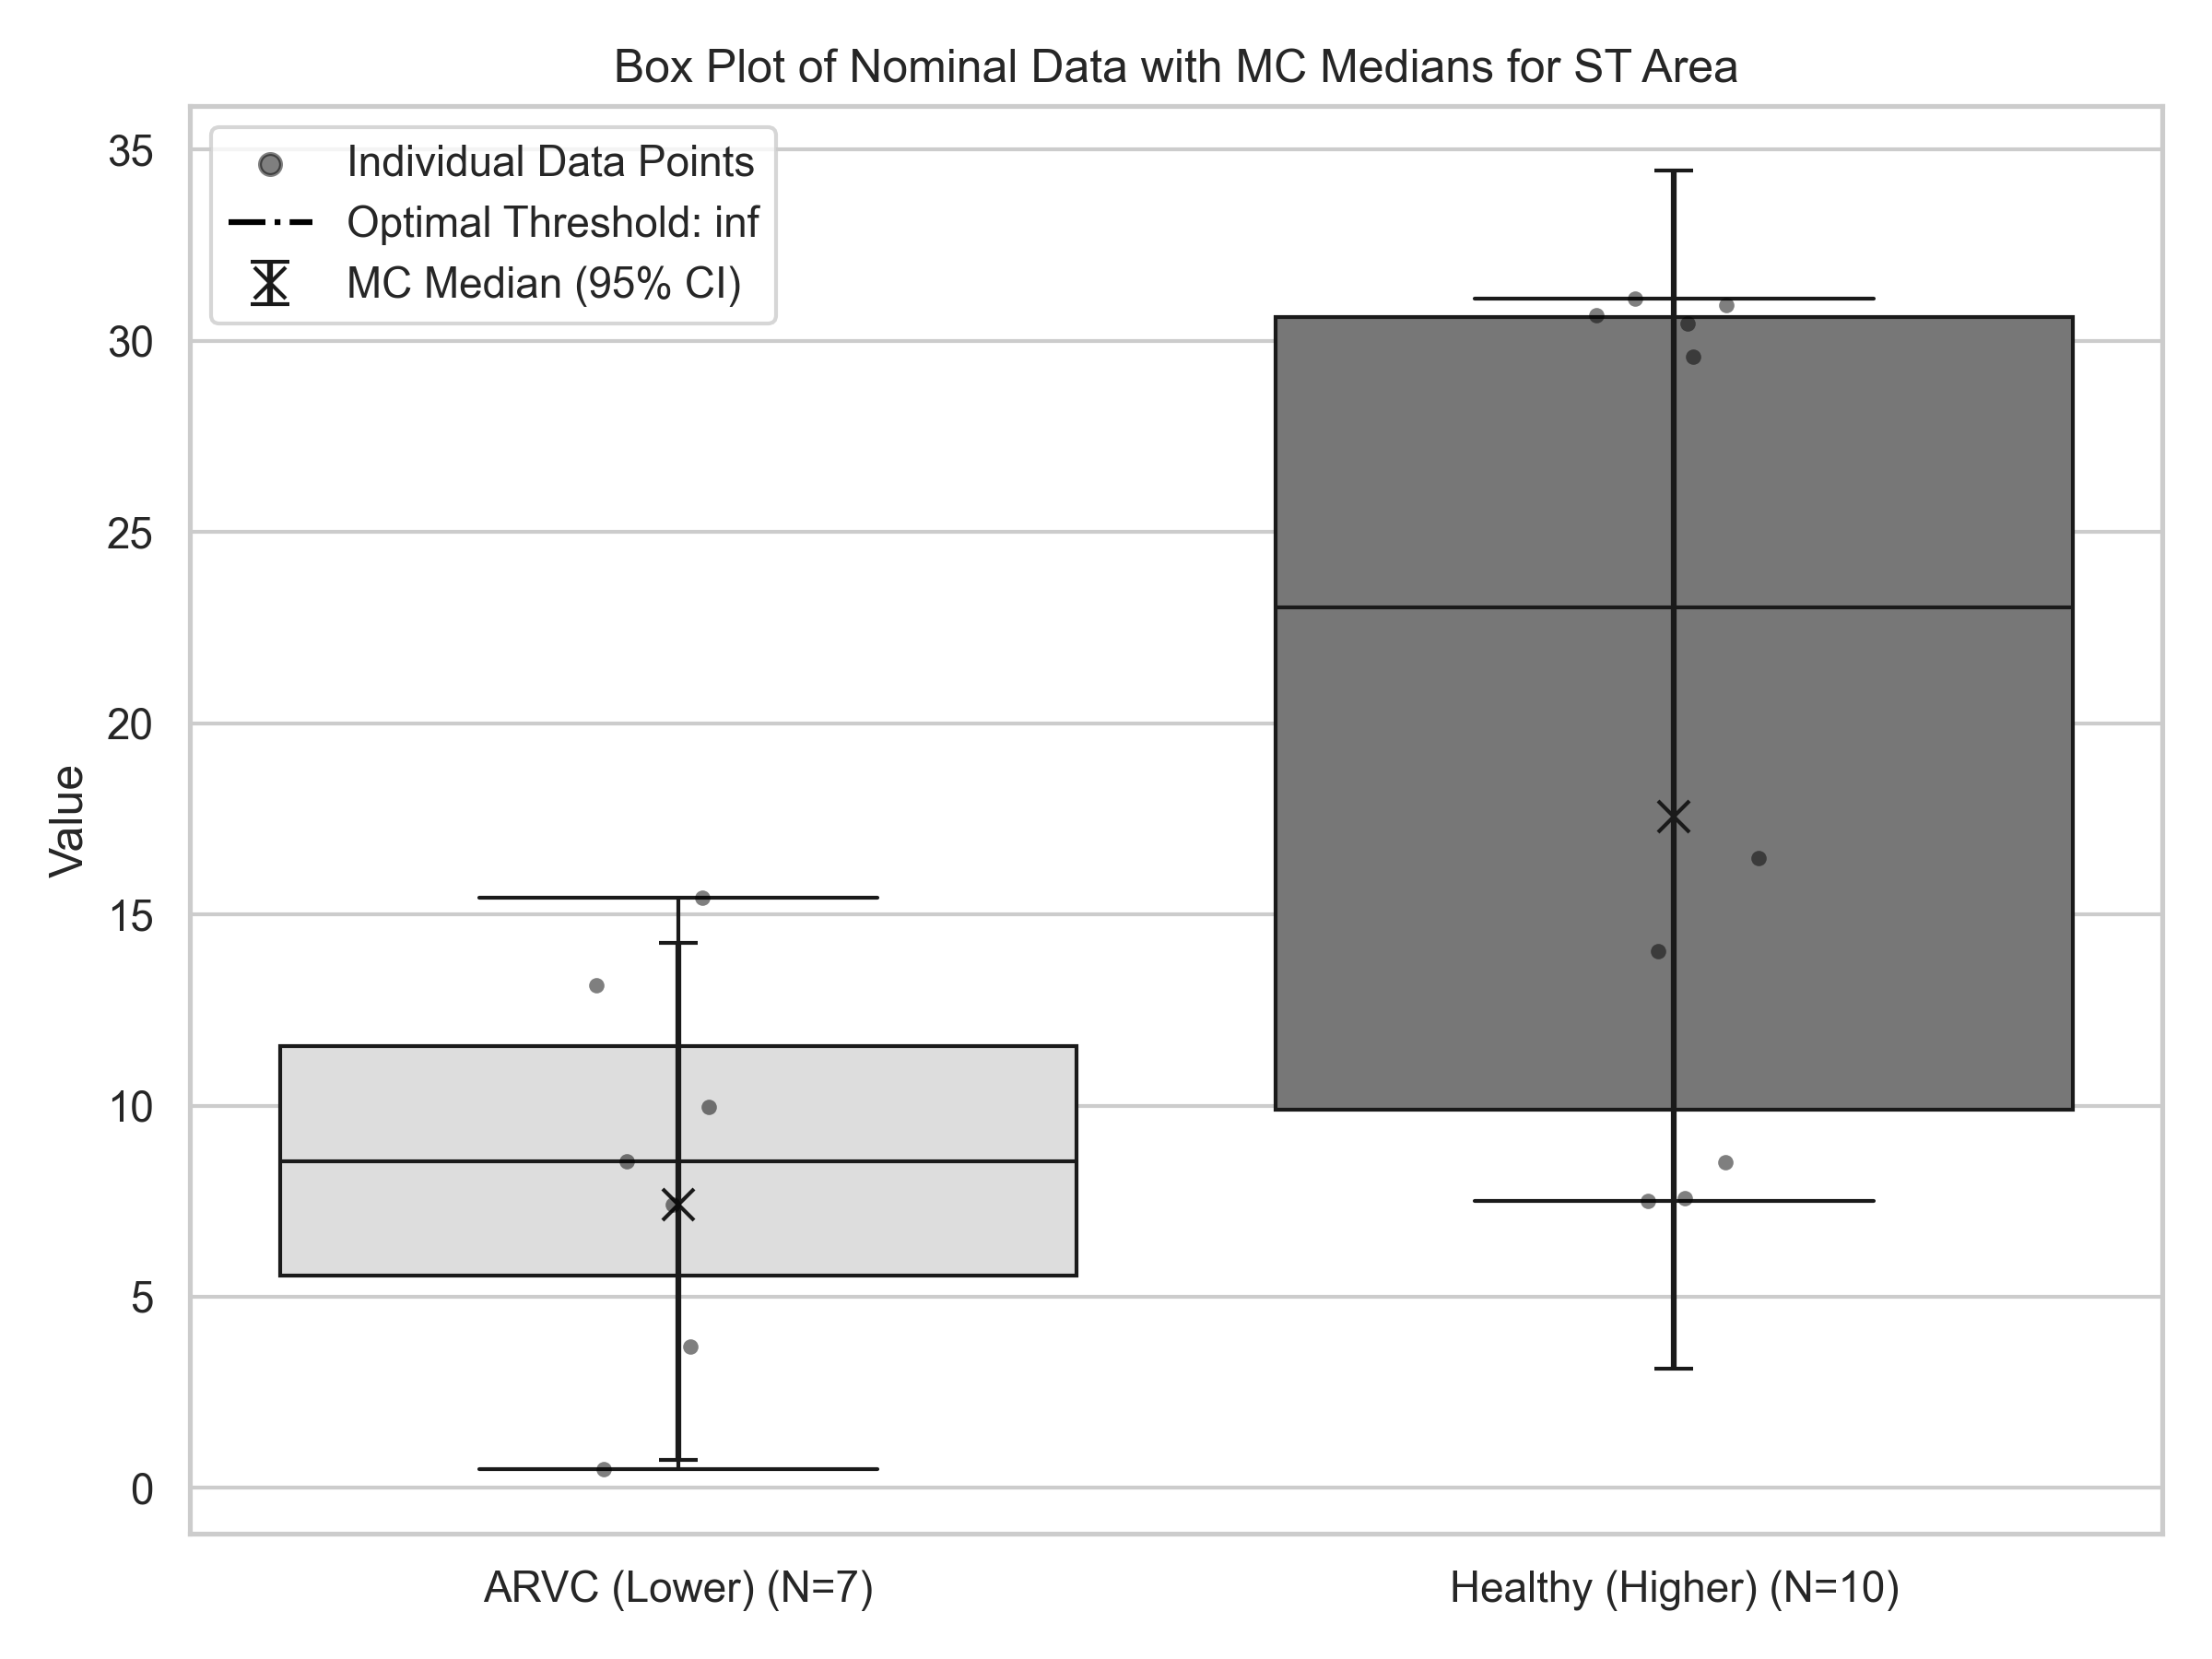 Box Plot of Nominal Data with MC Medians for ST Area
Individual Data Points
Optimal Threshold: inf
MC Median (95% CI)
35
30
25
20
15
10
5
0
Value
ARVC (Lower) (N=7)
Healthy (Higher) (N=10)